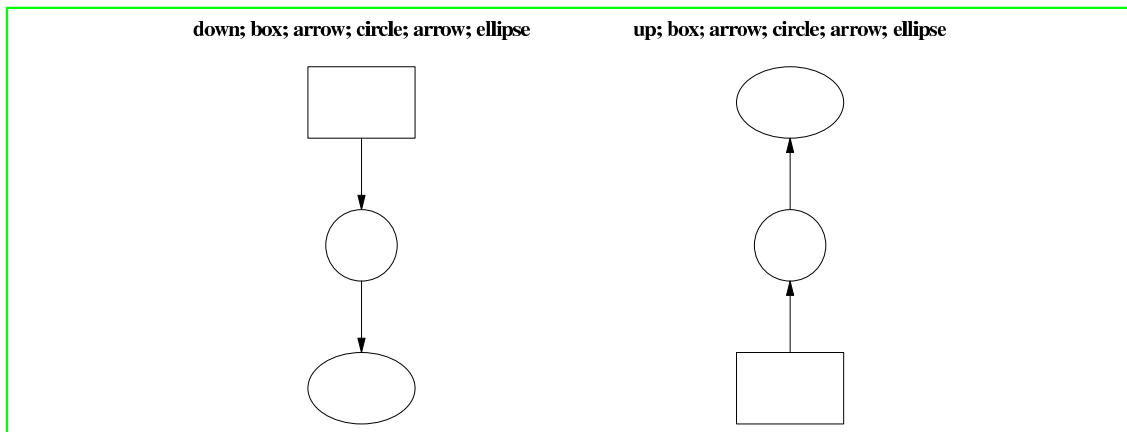 down; box; arrow; circle; arrow; ellipse
up; box; arrow; circle; arrow; ellipse